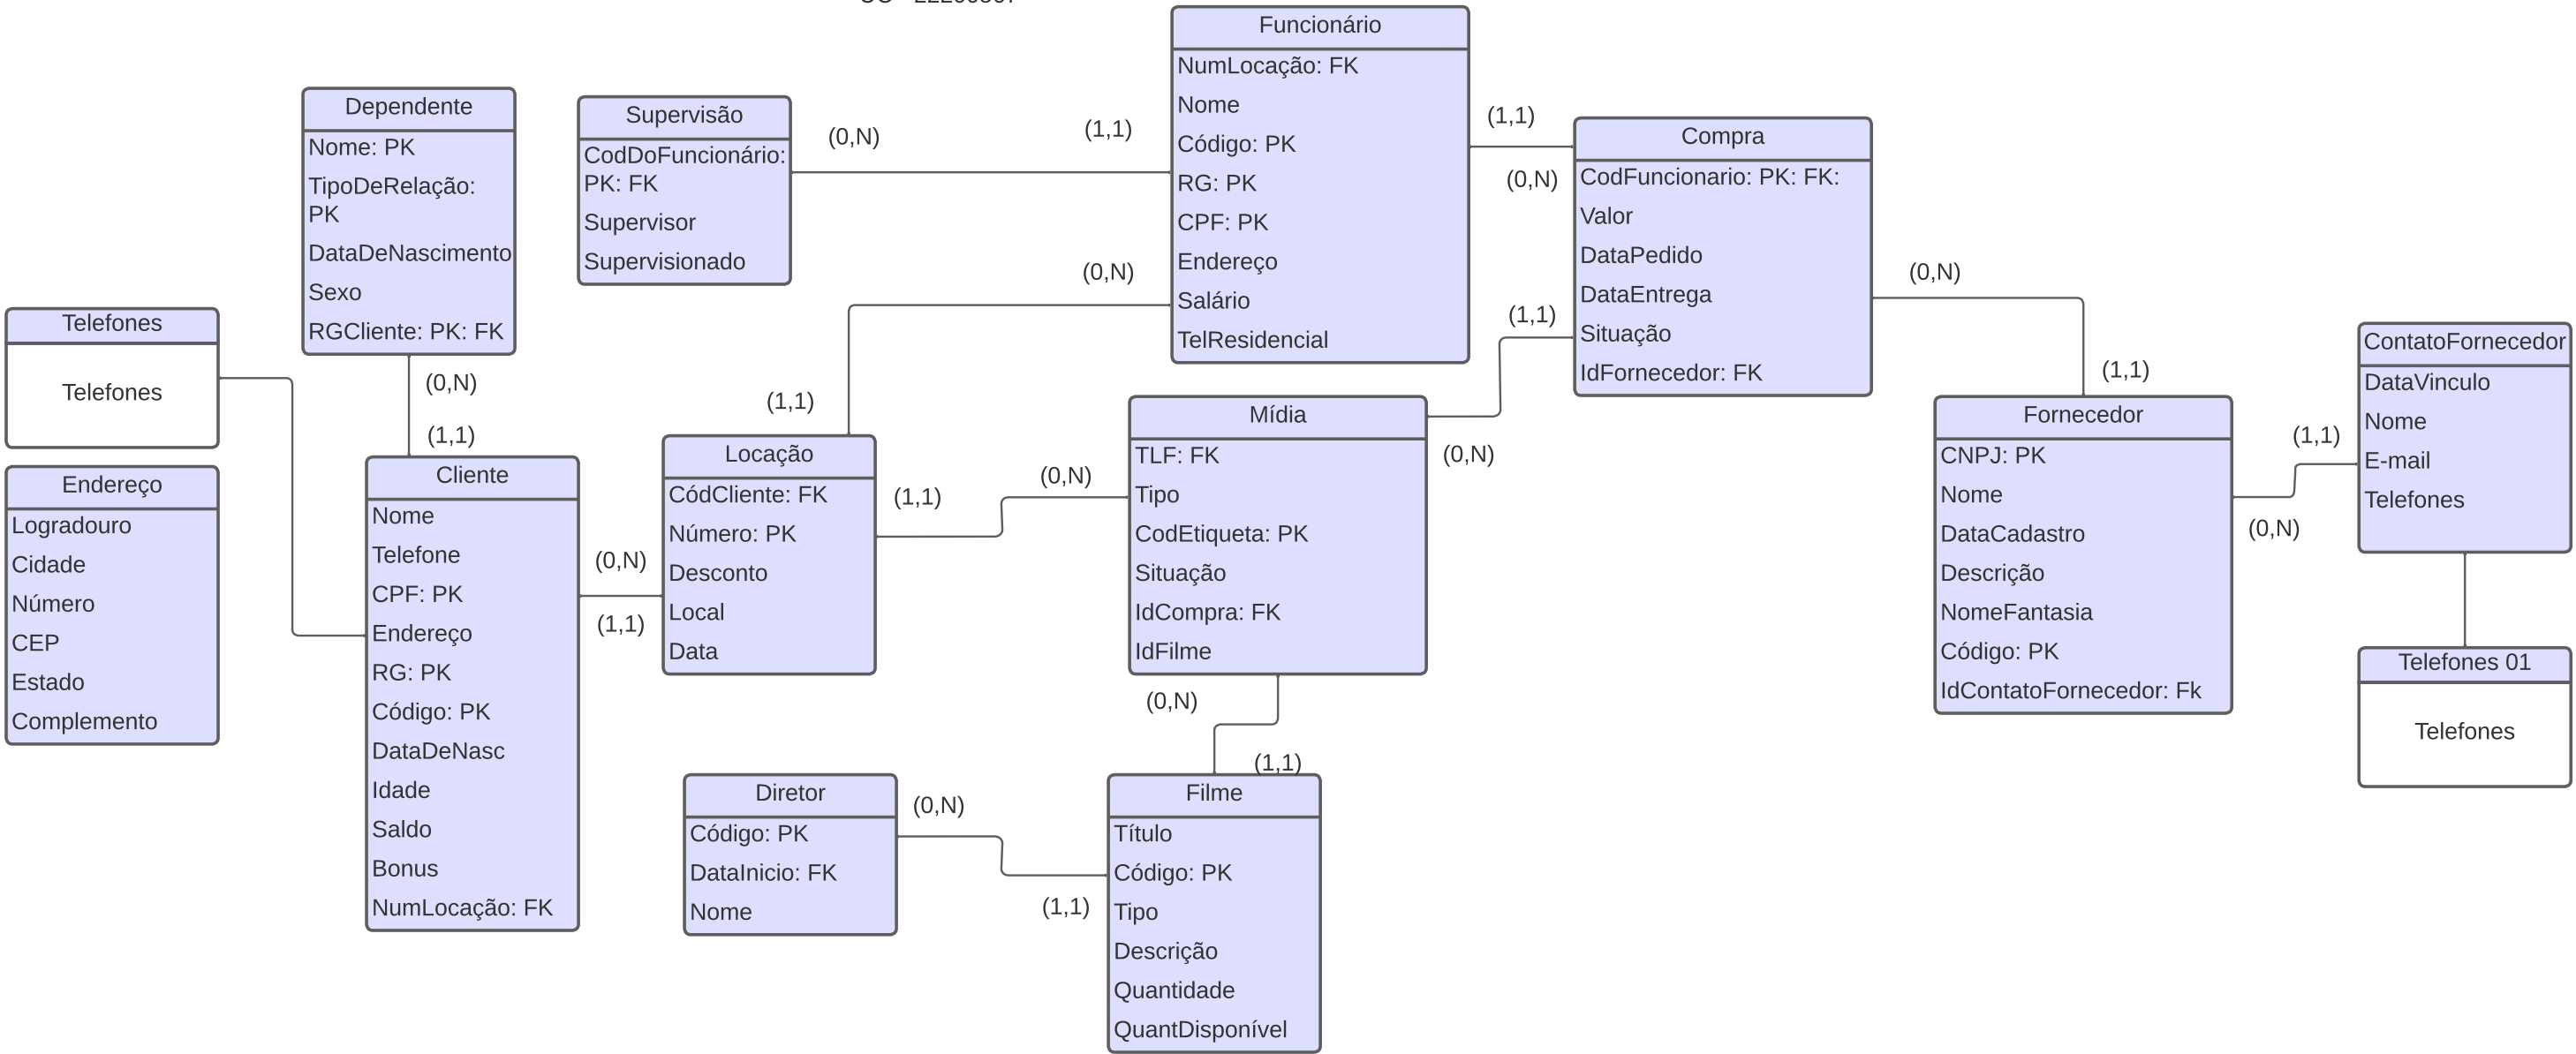 Funcionário
NumLocação: FK
Nome
Código: PK
RG: PK
CPF: PK
Endereço
Salário
TelResidencial
Dependente
Nome: PK
TipoDeRelação:
PK
DataDeNascimento
Sexo
RGCliente: PK: FK
Supervisão
CodDoFuncionário:
PK: FK
Supervisor
Supervisionado
(0,N)
(1,1)
(1,1)
(0,N)
Compra
CodFuncionario: PK: FK:
Valor
DataPedido
DataEntrega
Situação
IdFornecedor: FK
(0,N)
(1,1)
(0,N)
(1,1)
Telefones
Telefones
(0,N)
(1,1)
(1,1)
ContatoFornecedor
DataVinculo
Nome
E-mail
Telefones
Endereço
Logradouro
Cidade
Número
CEP
Estado
Complemento
Cliente
Nome
Telefone
CPF: PK
Endereço
RG: PK
Código: PK
DataDeNasc
Idade
Saldo
Bonus
NumLocação: FK
(0,N)
(1,1)
Locação
CódCliente: FK
Número: PK
Desconto
Local
Data
(1,1)
(0,N)
Mídia
TLF: FK
Tipo
CodEtiqueta: PK
Situação
IdCompra: FK
IdFilme
(0,N)
Fornecedor
CNPJ: PK
Nome
DataCadastro
Descrição
NomeFantasia
Código: PK
IdContatoFornecedor: Fk
(1,1)
(0,N)
Telefones 01
Telefones
(0,N)
(1,1)
Diretor
Código: PK
DataInicio: FK
Nome
(0,N)
(1,1)
Filme
Título
Código: PK
Tipo
Descrição
Quantidade
QuantDisponível